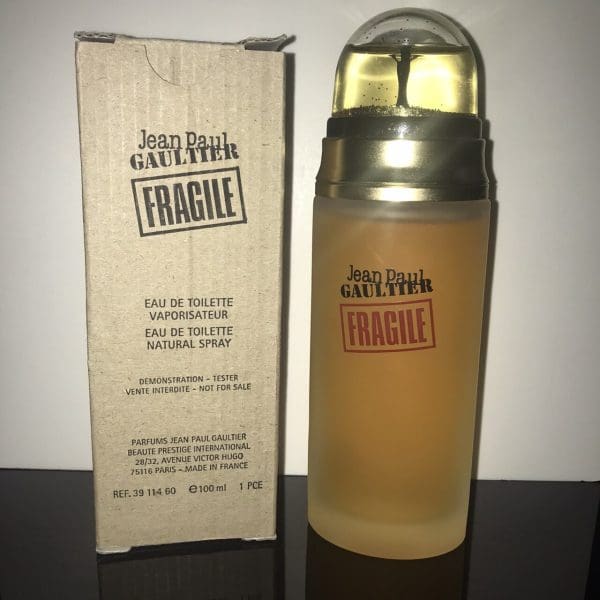 Jean Paul
GAULTIER
FRAGILE
EAU DE TOILETTE
VAPORISATEUR
EAU DE TOILETTE
NATURAL SPRAY
DEMONSTRATION - TESTER
VENTE INTERDITE - NOT FOR SALE
PARFUMS JEAN PAUL GAULTIER
BEAUTE PRESTIGE INTERNATIONAL
28/32, AVENUE VICTOR HUGO
75116 PARIS - MADE IN FRANCE
REF. 39 114 60 ℮100 ml 1 PCE
Jean Paul
GAULTIER
FRAGILE